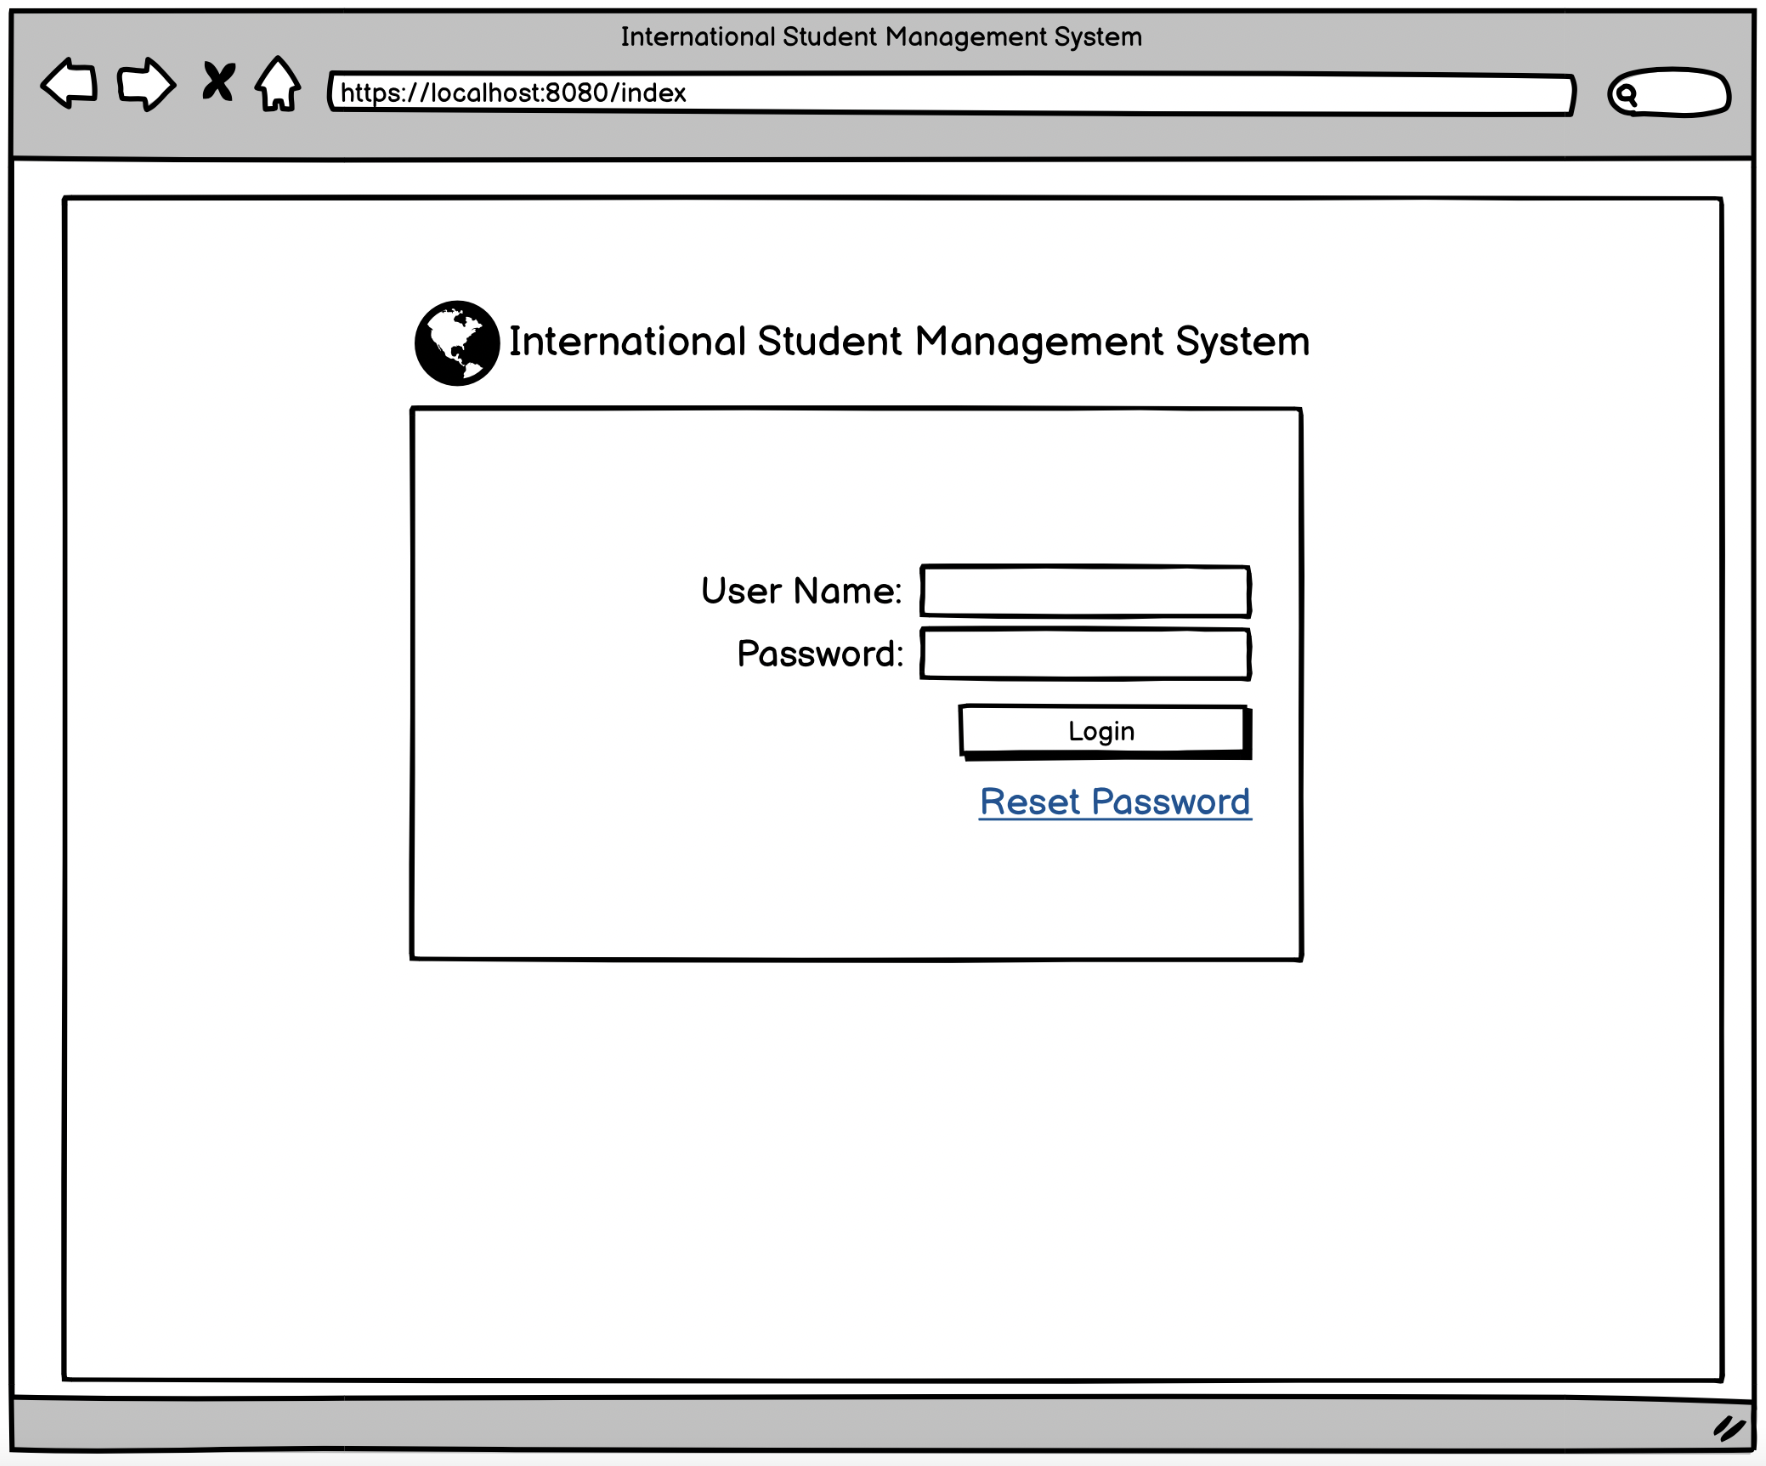 International Student Management System
https://localhost:8080/index
International Student Management System
User Name:
Password:
Login
Reset Password